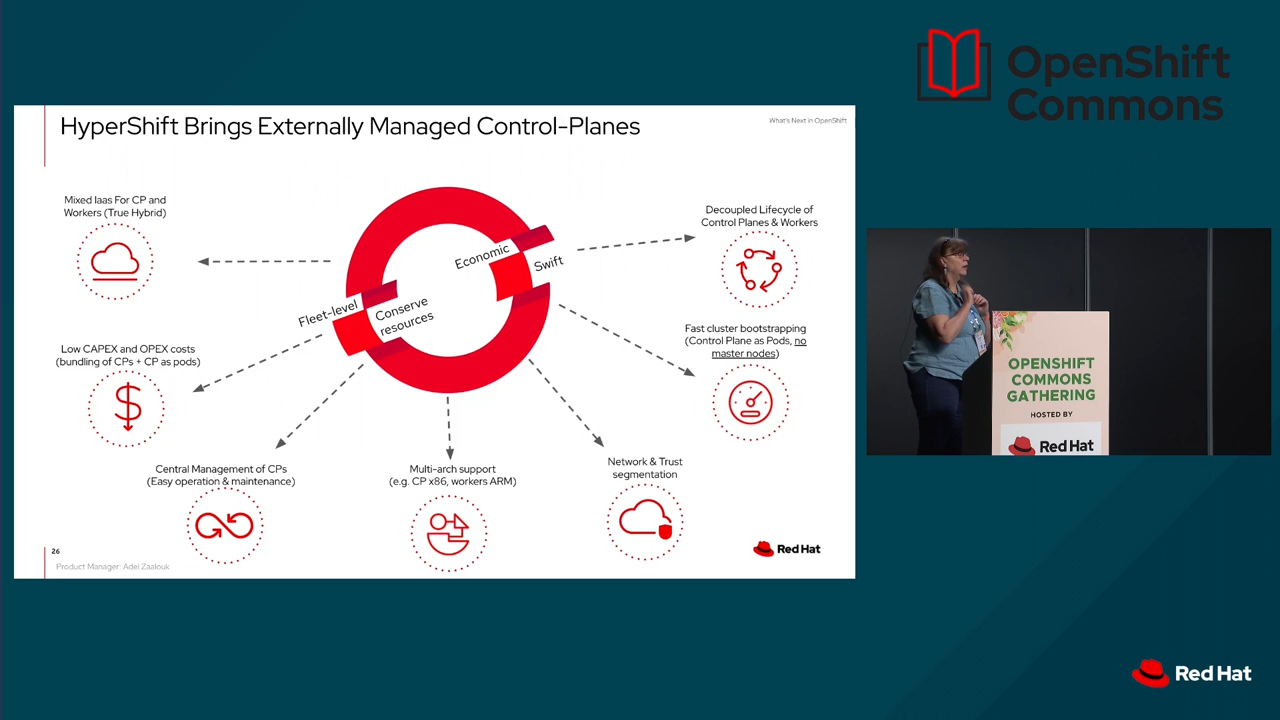 OpenShift
Commons
HyperShift Brings Externally Managed Control-Planes
What's Next in OpenShift
Mixed Iaas For CP and
Workers (True Hybrid)
Decoupled Lifecycle of
Control Planes & Workers
Economic
Swift
Fleet-level
Conserve
resources
Low CAPEX and OPEX costs
(bundling of CPs + CP as pods)
Fast cluster bootstrapping
(Control Plane as Pods, no
master nodes)
Central Management of CPs
(Easy operation & maintenance)
Multi-arch support
(e.g. CP x86, workers ARM)
Network & Trust
segmentation
26
Product Manager: Adel Zaalouk
Red Hat
OPENSHIFT
COMMONS
GATHERING
HOSTED BY
Red Hat
Red Hat